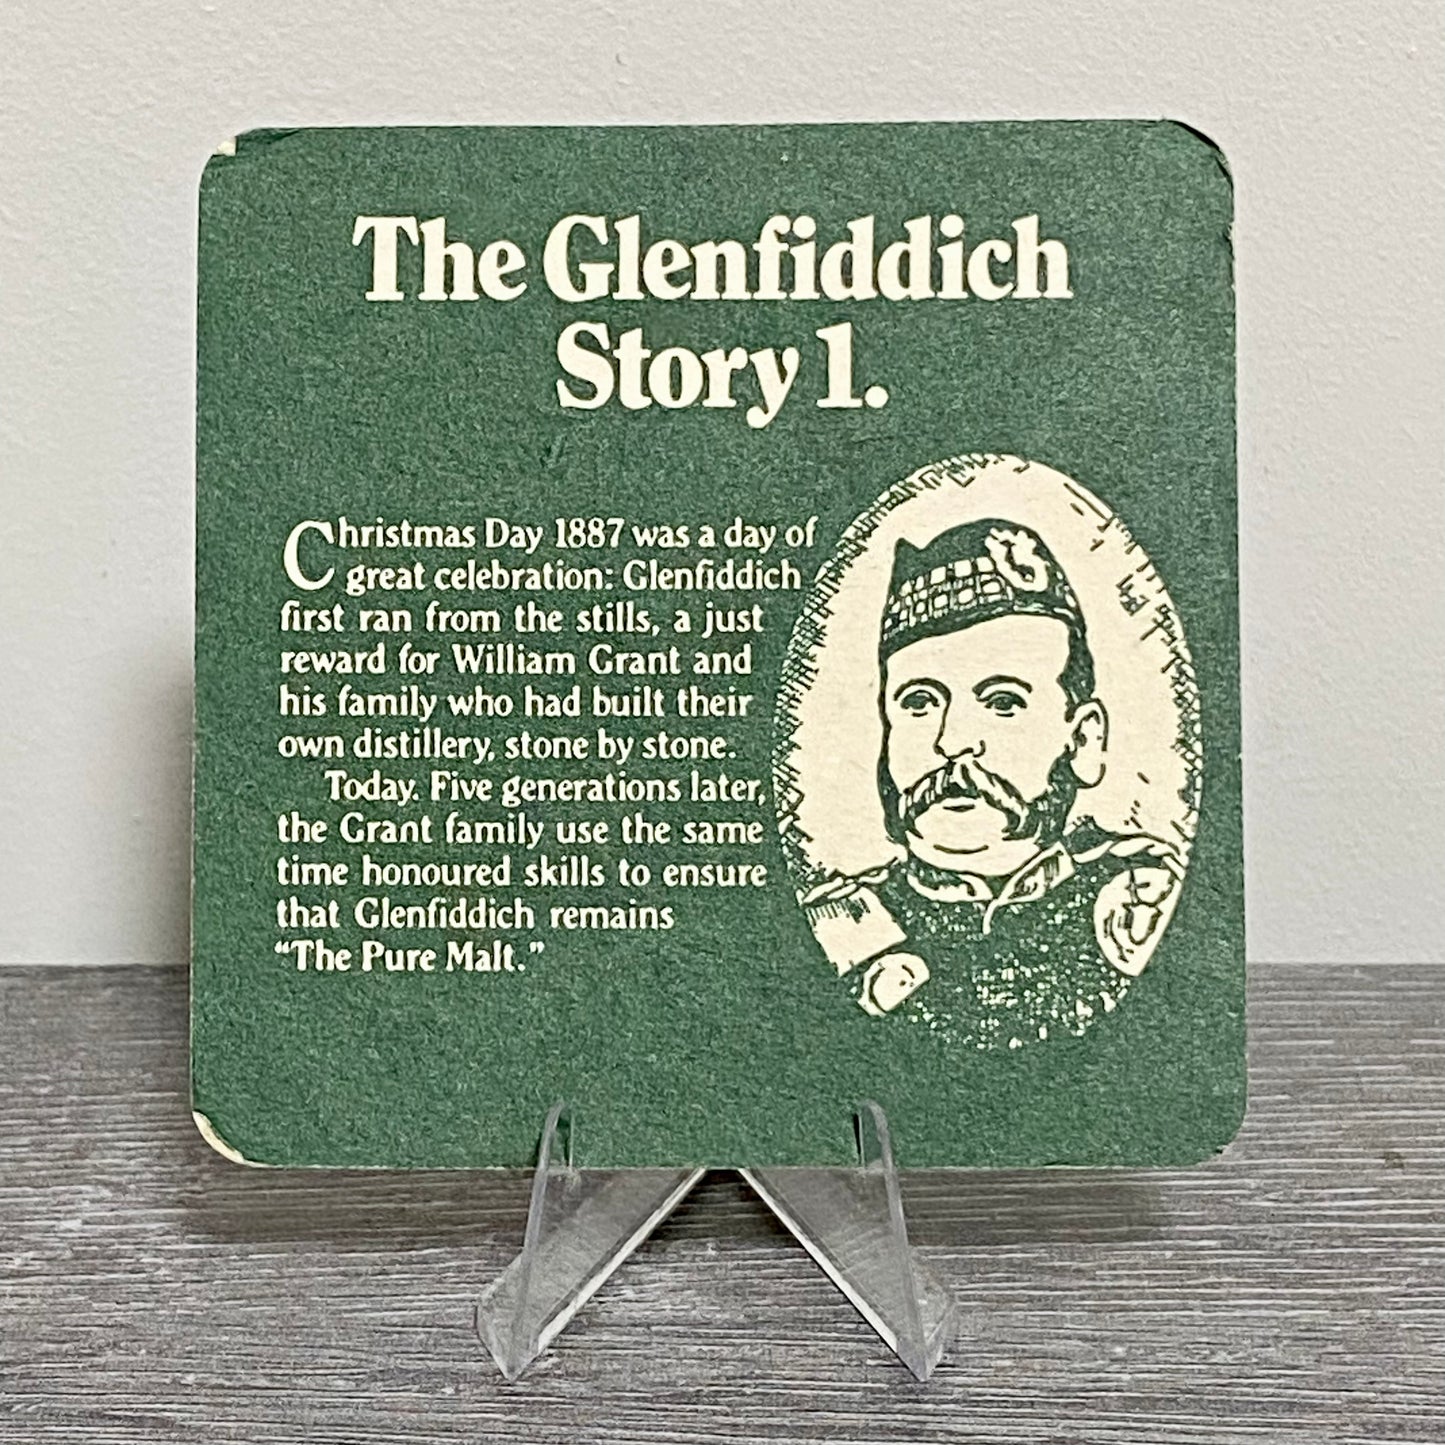 The Glenfiddich
Story 1.
Christmas Day 1887 was a day of
great celebration: Glenfiddich
first ran from the stills, a just
reward for William Grant and
his family who had built their
own distillery, stone by stone.
Today. Five generations later,
the Grant family use the same
time honoured skills to ensure
that Glenfiddich remains
“The Pure Malt.”